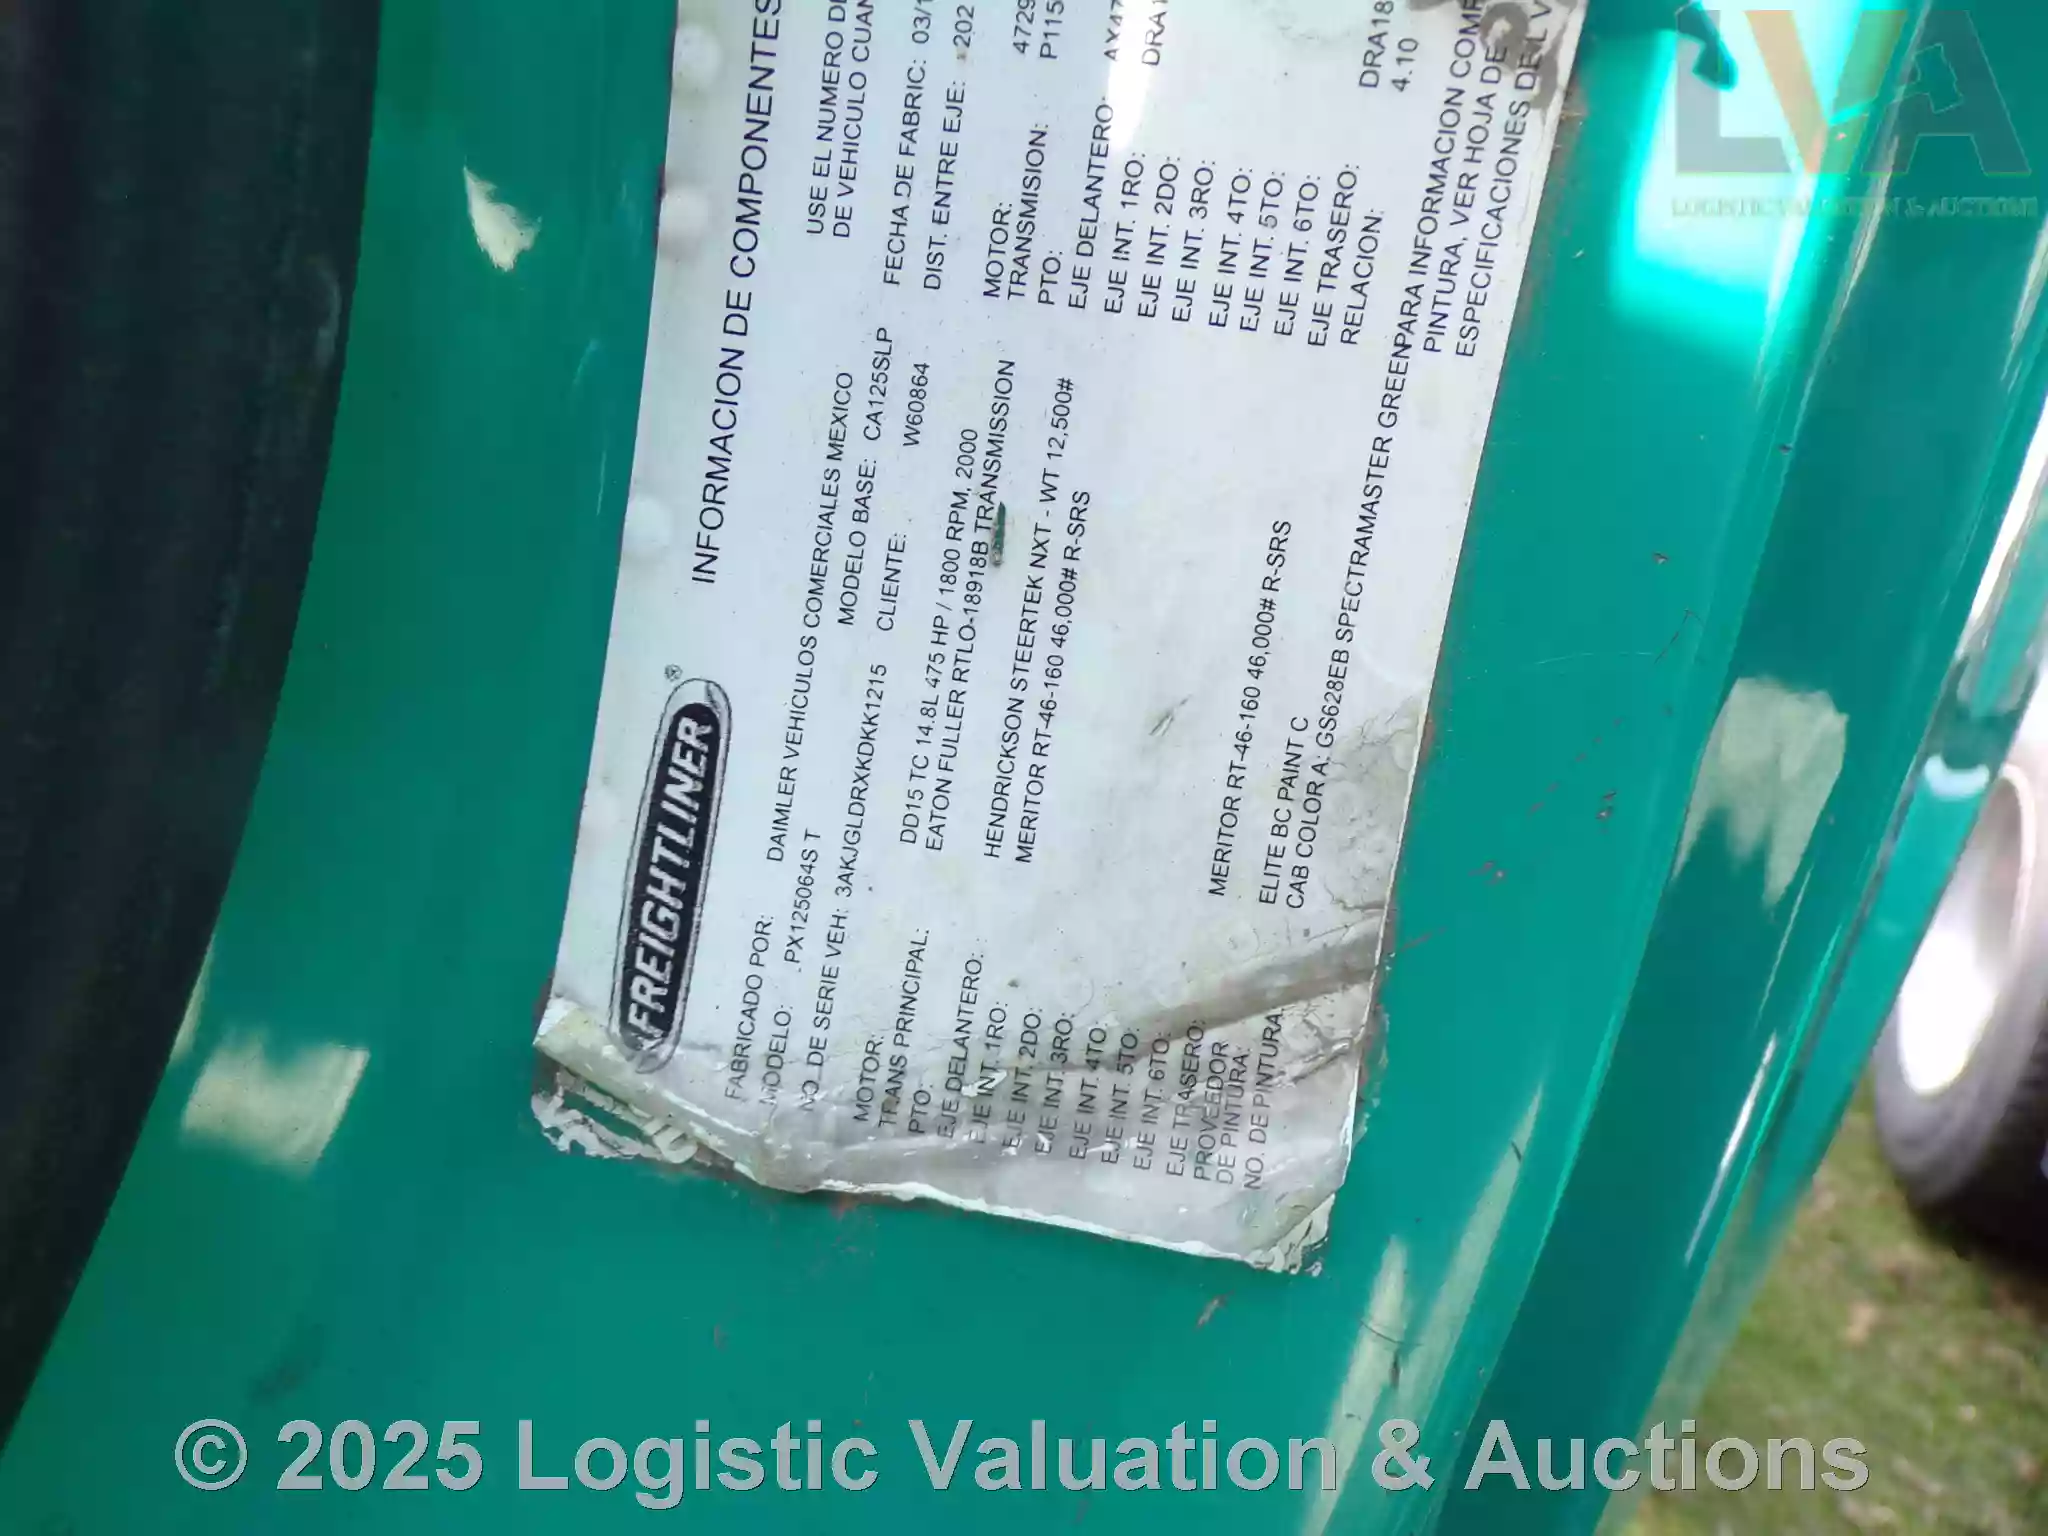 FREIGHTLINER ®
INFORMACION DE COMPONENTES
FABRICADO POR: DAIMLER VEHICULOS COMERCIALES MEXICO
USE EL NUMERO DE
DE VEHICULO CUAN
MODELO: PX125064S T MODELO BASE: CA125SLP FECHA DE FABRIC: 03/1
NO. DE SERIE VEH: 3AKJGLDRXKDKK1215 CLIENTE: W60864 DIST. ENTRE EJE: 202
MOTOR: DD15 TC 14.8L 475 HP / 1800 RPM, 2000
TRANS PRINCIPAL: EATON FULLER RTLO-18918B TRANSMISSION
PTO:
EJE DELANTERO: HENDRICKSON STEERTEK NXT - WT 12,500#
EJE INT. 1RO: MERITOR RT-46-160 46,000# R-SRS
EJE INT. 2DO:
EJE INT. 3RO:
EJE INT. 4TO:
EJE INT. 5TO:
EJE INT. 6TO:
EJE TRASERO: MERITOR RT-46-160 46,000# R-SRS
PROVEEDOR
DE PINTURA: ELITE BC PAINT C
NO. DE PINTURA: CAB COLOR A: GS628EB SPECTRAMASTER GREEN
MOTOR: 4729
TRANSMISION: P115
PTO:
EJE DELANTERO: AX47
EJE INT. 1RO: DRA1
EJE INT. 2DO:
EJE INT. 3RO:
EJE INT. 4TO:
EJE INT. 5TO:
EJE INT. 6TO:
EJE TRASERO: DRA18
RELACION: 4.10
PARA INFORMACION COMP
PINTURA, VER HOJA DE
ESPECIFICACIONES DEL V
LVA
LOGISTIC VALUATION & AUCTIONS
© 2025 Logistic Valuation & Auctions